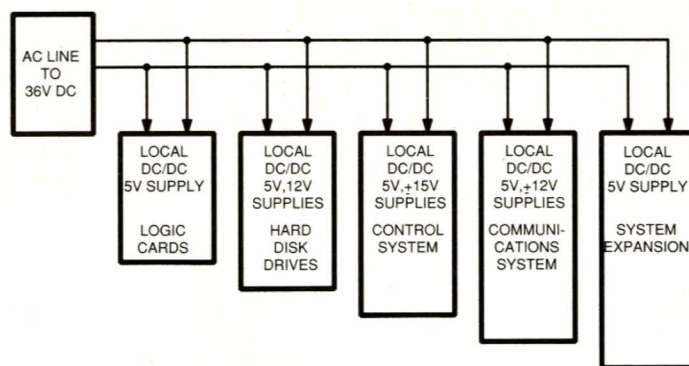 AC LINE
TO
36V DC
LOCAL
DC/DC
5V SUPPLY
LOGIC
CARDS
LOCAL
DC/DC
5V,12V
SUPPLIES
HARD
DISK
DRIVES
LOCAL
DC/DC
5V,±15V
SUPPLIES
CONTROL
SYSTEM
LOCAL
DC/DC
5V,±12V
SUPPLIES
COMMUNI-
CATIONS
SYSTEM
LOCAL
DC/DC
5V SUPPLY
SYSTEM
EXPANSION